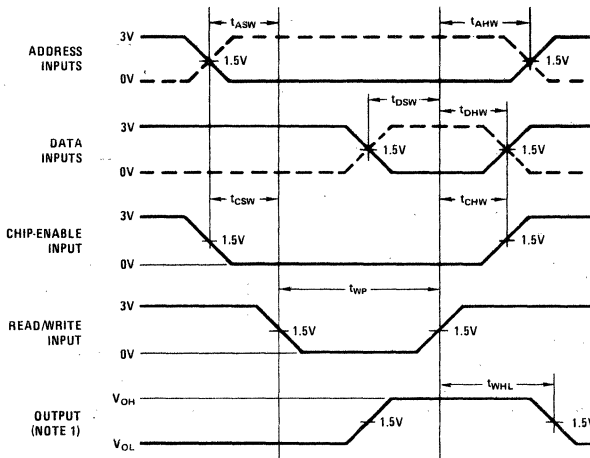 tASW tAHW
ADDRESS INPUTS
3V
0V
1.5V 1.5V
tDSW tDHW
DATA INPUTS
3V
0V
1.5V 1.5V
tCSW tCHW
CHIP-ENABLE INPUT
3V
0V
1.5V 1.5V
tWP
READ/WRITE INPUT
3V
0V
1.5V 1.5V
tWHL
OUTPUT (NOTE 1)
VOH
VOL
1.5V 1.5V